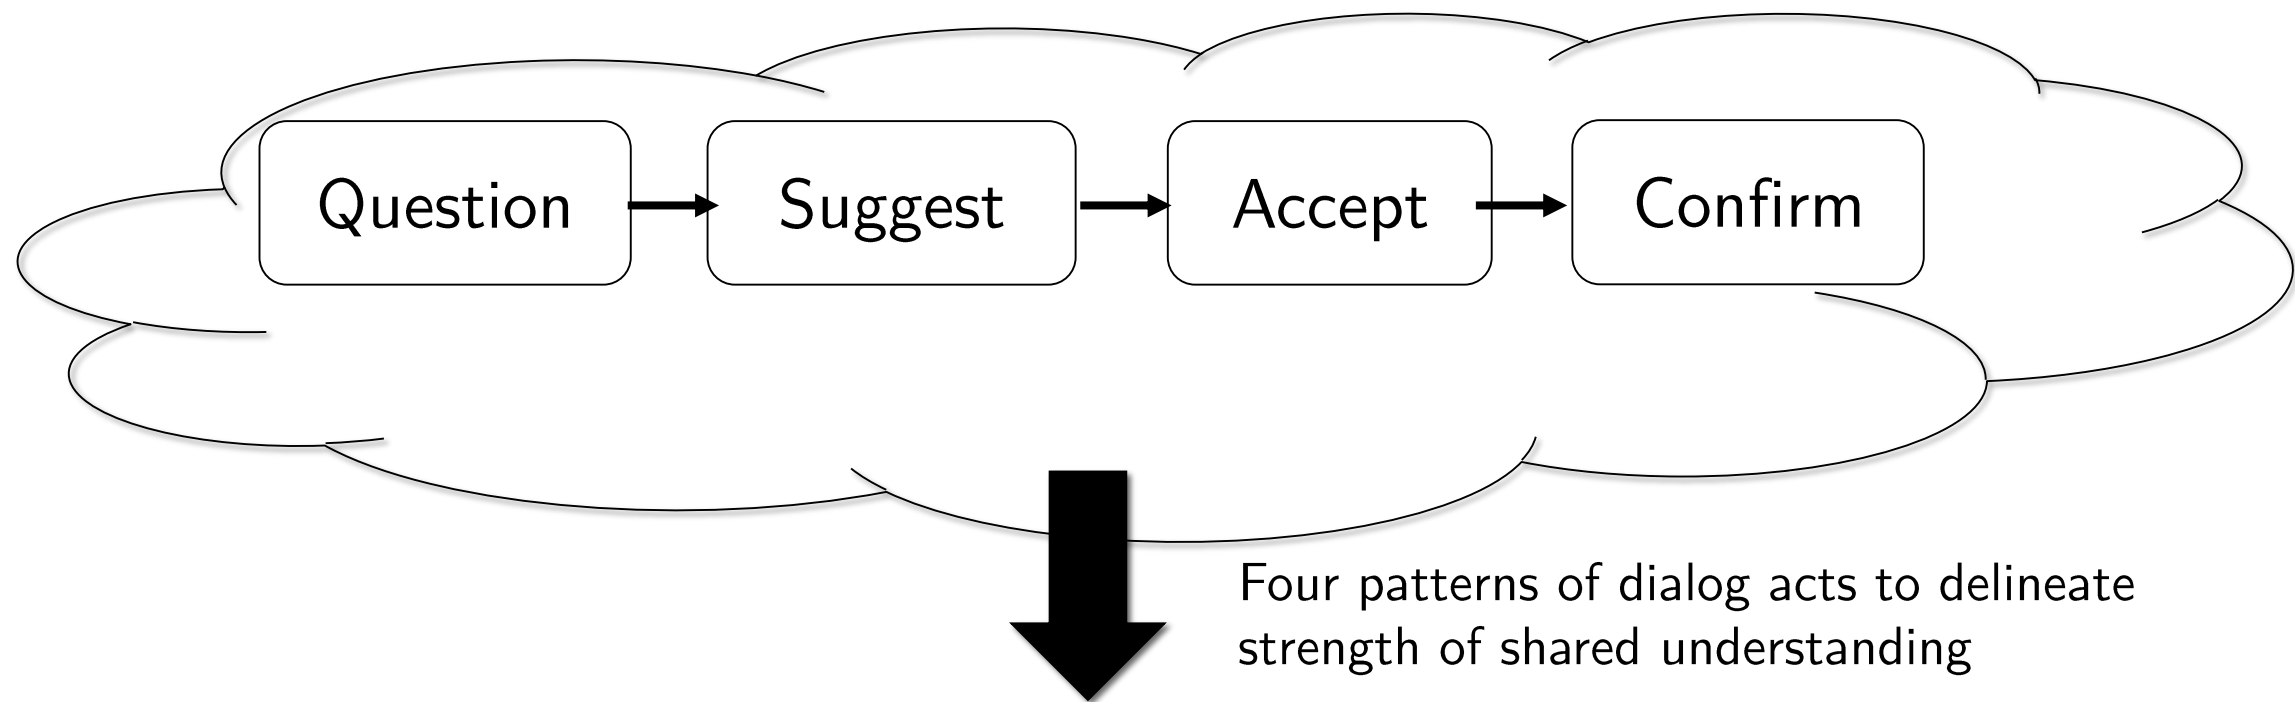 Question Suggest Accept Confirm
Four patterns of dialog acts to delineate
strength of shared understanding